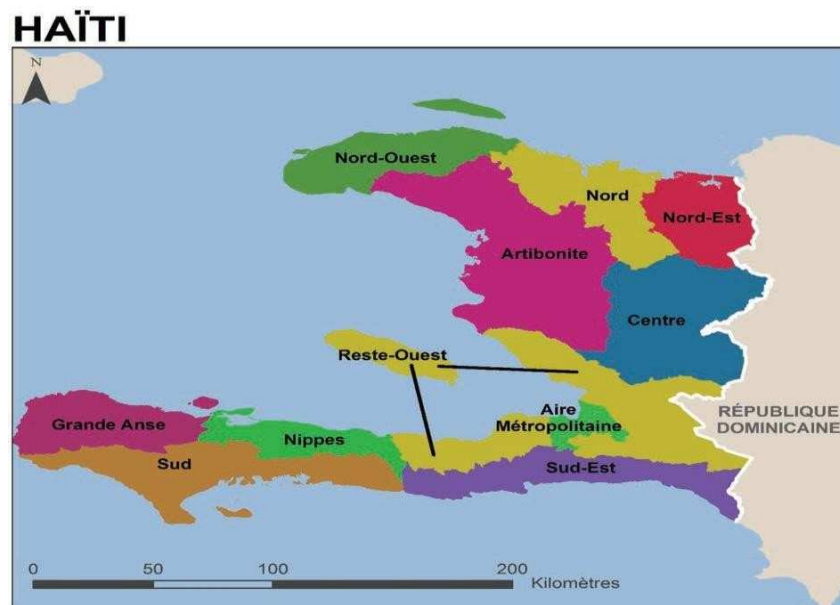 HAÏTI
N
Nord-Ouest
Nord
Nord-Est
Artibonite
Centre
Reste-Ouest
Aire
Métropolitaine
RÉPUBLIQUE
DOMINICAINE
Grande Anse
Nippes
Sud
Sud-Est
0 50 100 200
Kilomètres